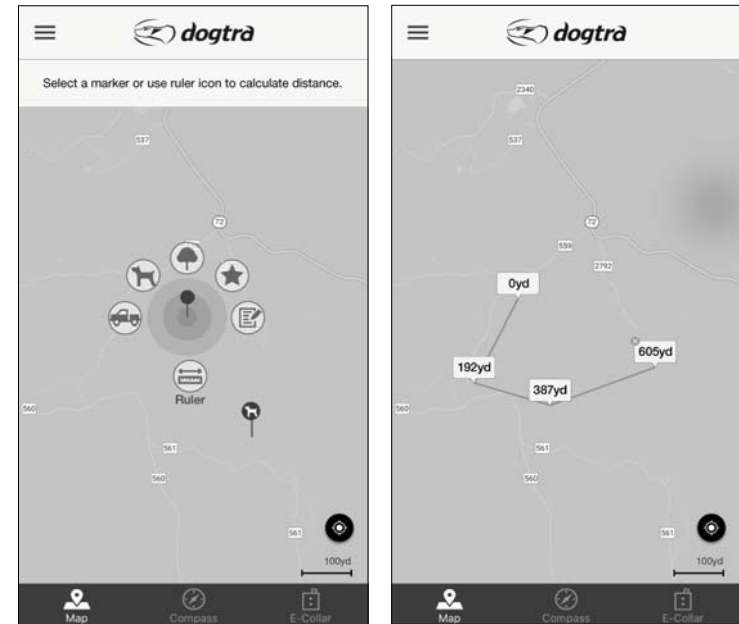 dogtra
Select a marker or use ruler icon to calculate distance.
537
72
Ruler
560
561
560
561
100yd
Map
Compass
E-Collar
dogtra
2340
537
72
559
2792
0yd
605yd
192yd
387yd
560
561
560
561
100yd
Map
Compass
E-Collar